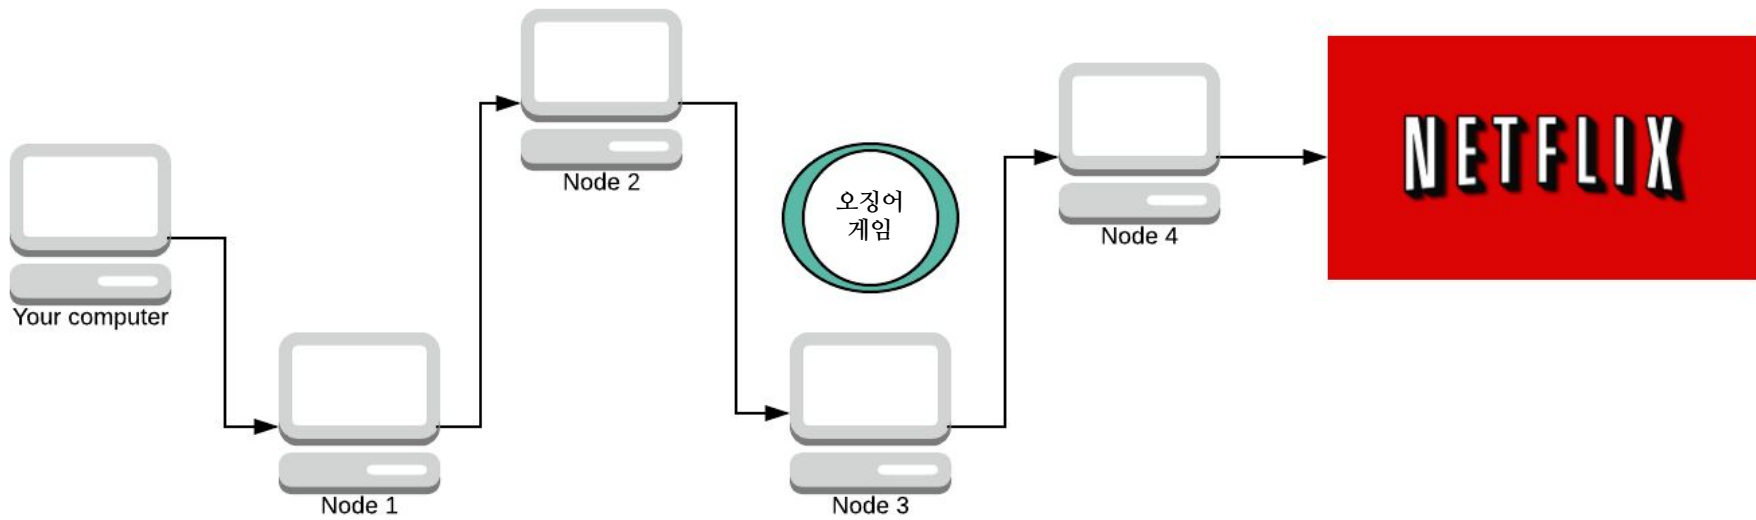 Your computer
Node 1
Node 2
오징어
게임
Node 3
Node 4
NETFLIX